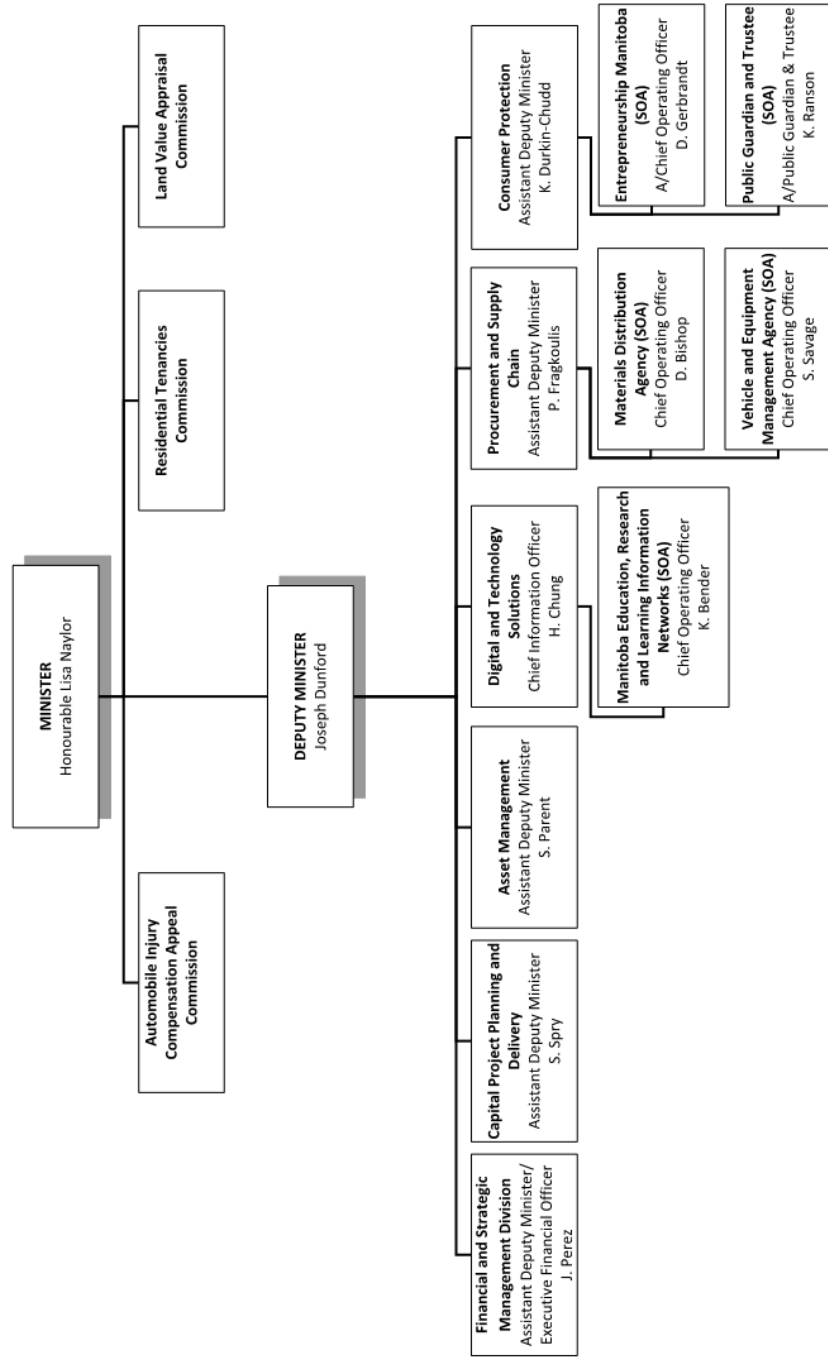 MINISTER
Honourable Lisa Naylor
Automobile Injury
Compensation Appeal
Commission
Residential Tenancies
Commission
Land Value Appraisal
Commission
DEPUTY MINISTER
Joseph Dunford
Financial and Strategic
Management Division
Assistant Deputy Minister/
Executive Financial Officer
J. Perez
Capital Project Planning and
Delivery
Assistant Deputy Minister
S. Spry
Asset Management
Assistant Deputy Minister
S. Parent
Digital and Technology
Solutions
Chief Information Officer
H. Chung
Procurement and Supply
Chain
Assistant Deputy Minister
P. Fragkoulis
Consumer Protection
Assistant Deputy Minister
K. Durkin-Chudd
Manitoba Education, Research
and Learning Information
Networks (SOA)
Chief Operating Officer
K. Bender
Materials Distribution
Agency (SOA)
Chief Operating Officer
D. Bishop
Entrepreneurship Manitoba
(SOA)
A/Chief Operating Officer
D. Gerbrandt
Vehicle and Equipment
Management Agency (SOA)
Chief Operating Officer
S. Savage
Public Guardian and Trustee
(SOA)
A/Public Guardian & Trustee
K. Ranson